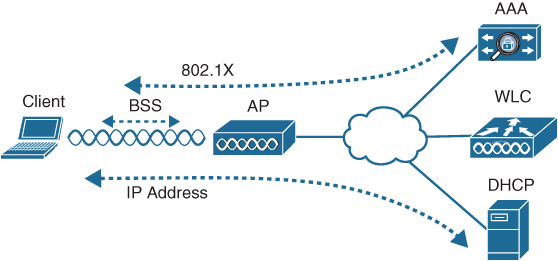 AAA
802.1X
Client
BSS
AP
WLC
IP Address
DHCP